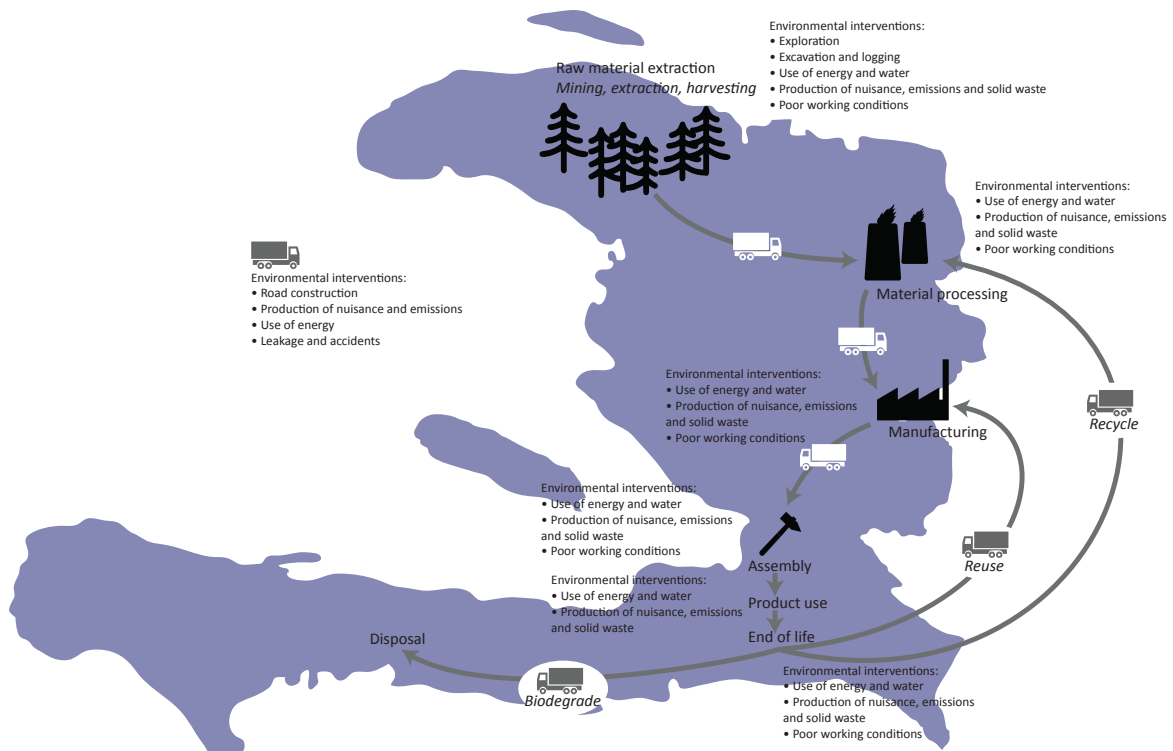 Environmental interventions:
• Exploration
• Excavation and logging
• Use of energy and water
• Production of nuisance, emissions and solid waste
• Poor working conditions
Raw material extraction
Mining, extraction, harvesting
Environmental interventions:
• Use of energy and water
• Production of nuisance, emissions
and solid waste
• Poor working conditions
Environmental interventions:
• Road construction
• Production of nuisance and emissions
• Use of energy
• Leakage and accidents
Material processing
Environmental interventions:
• Use of energy and water
• Production of nuisance, emissions
and solid waste
• Poor working conditions
Manufacturing
Recycle
Environmental interventions:
• Use of energy and water
• Production of nuisance, emissions
and solid waste
• Poor working conditions
Assembly
Reuse
Environmental interventions:
• Use of energy and water
• Production of nuisance, emissions
and solid waste
Product use
End of life
Disposal
Biodegrade
Environmental interventions:
• Use of energy and water
• Production of nuisance, emissions
and solid waste
• Poor working conditions